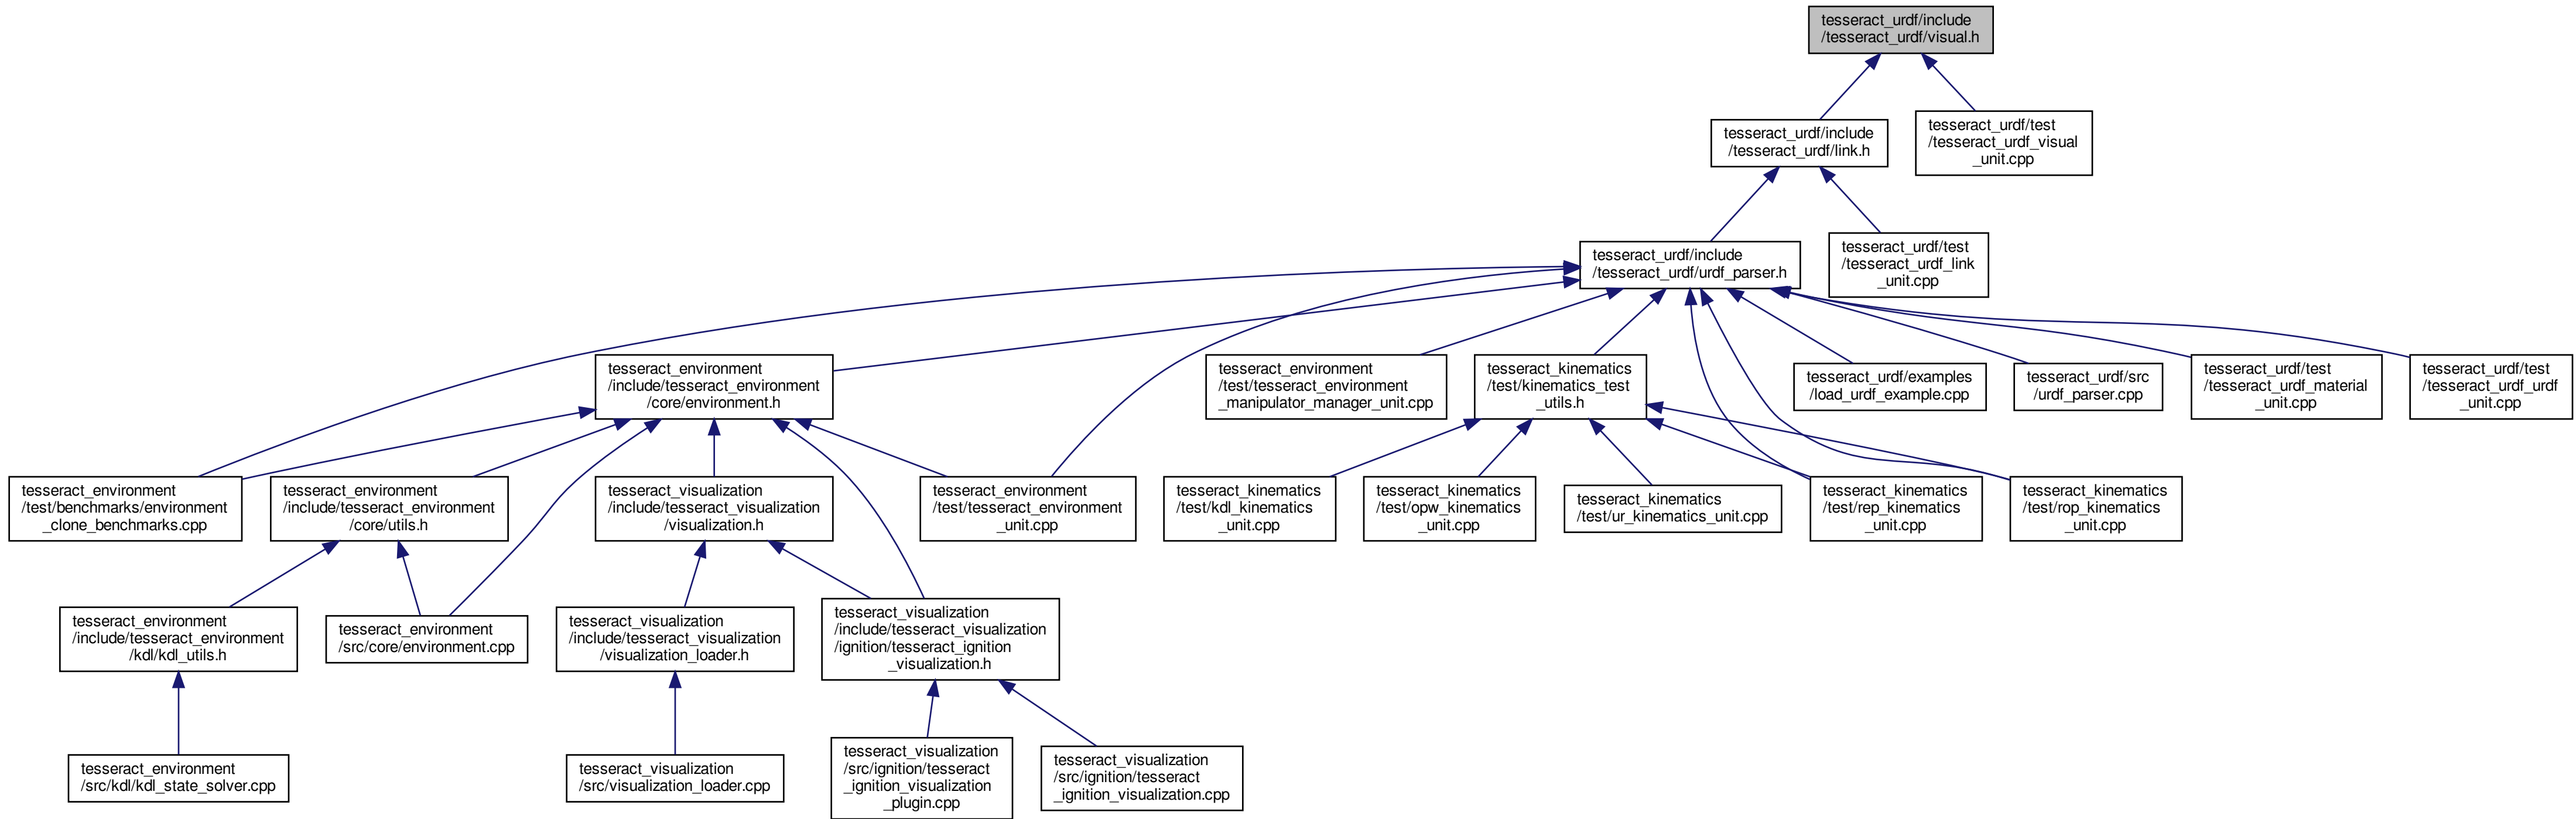 tesseract_urdf/include
/tesseract_urdf/visual.h
tesseract_urdf/include
/tesseract_urdf/link.h
tesseract_urdf/test
/tesseract_urdf_visual
_unit.cpp
tesseract_urdf/include
/tesseract_urdf/urdf_parser.h
tesseract_urdf/test
/tesseract_urdf_link
_unit.cpp
tesseract_environment
/include/tesseract_environment
/core/environment.h
tesseract_environment
/test/tesseract_environment
_manipulator_manager_unit.cpp
tesseract_kinematics
/test/kinematics_test
_utils.h
tesseract_urdf/examples
/load_urdf_example.cpp
tesseract_urdf/src
/urdf_parser.cpp
tesseract_urdf/test
/tesseract_urdf_material
_unit.cpp
tesseract_urdf/test
/tesseract_urdf_urdf
_unit.cpp
tesseract_environment
/test/benchmarks/environment
_clone_benchmarks.cpp
tesseract_environment
/include/tesseract_environment
/core/utils.h
tesseract_visualization
/include/tesseract_visualization
/visualization.h
tesseract_environment
/test/tesseract_environment
_unit.cpp
tesseract_kinematics
/test/kdl_kinematics
_unit.cpp
tesseract_kinematics
/test/opw_kinematics
_unit.cpp
tesseract_kinematics
/test/ur_kinematics_unit.cpp
tesseract_kinematics
/test/rep_kinematics
_unit.cpp
tesseract_kinematics
/test/rop_kinematics
_unit.cpp
tesseract_environment
/include/tesseract_environment
/kdl/kdl_utils.h
tesseract_environment
/src/core/environment.cpp
tesseract_visualization
/include/tesseract_visualization
/visualization_loader.h
tesseract_visualization
/include/tesseract_visualization
/ignition/tesseract_ignition
_visualization.h
tesseract_environment
/src/kdl/kdl_state_solver.cpp
tesseract_visualization
/src/visualization_loader.cpp
tesseract_visualization
/src/ignition/tesseract
_ignition_visualization
_plugin.cpp
tesseract_visualization
/src/ignition/tesseract
_ignition_visualization.cpp